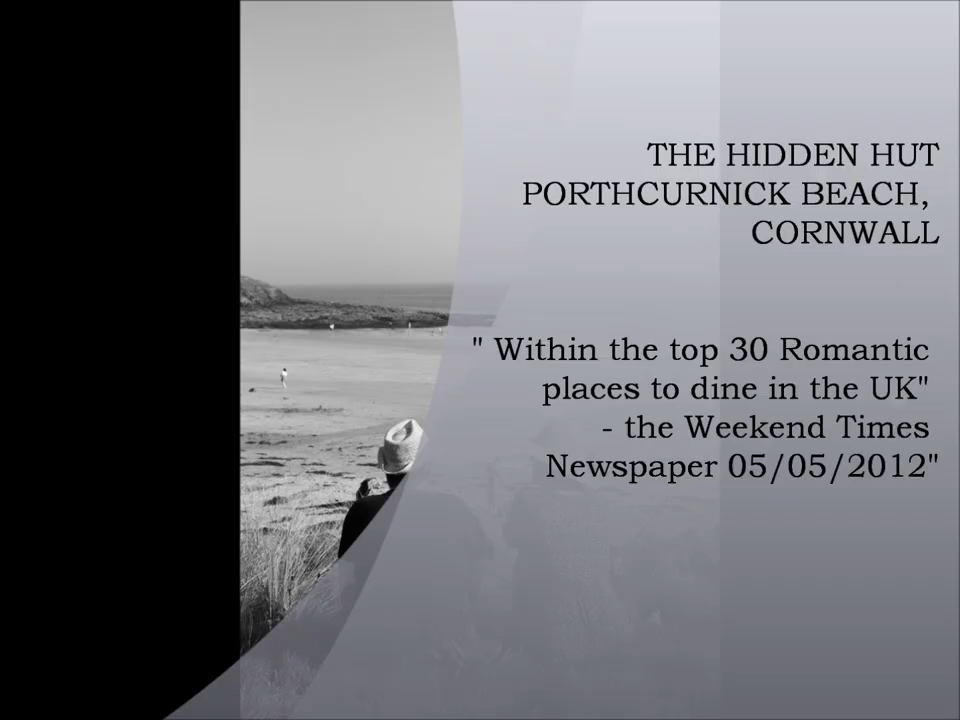 THE HIDDEN HUT
PORTHCURNICK BEACH,
CORNWALL
" Within the top 30 Romantic
places to dine in the UK"
- the Weekend Times
Newspaper 05/05/2012"